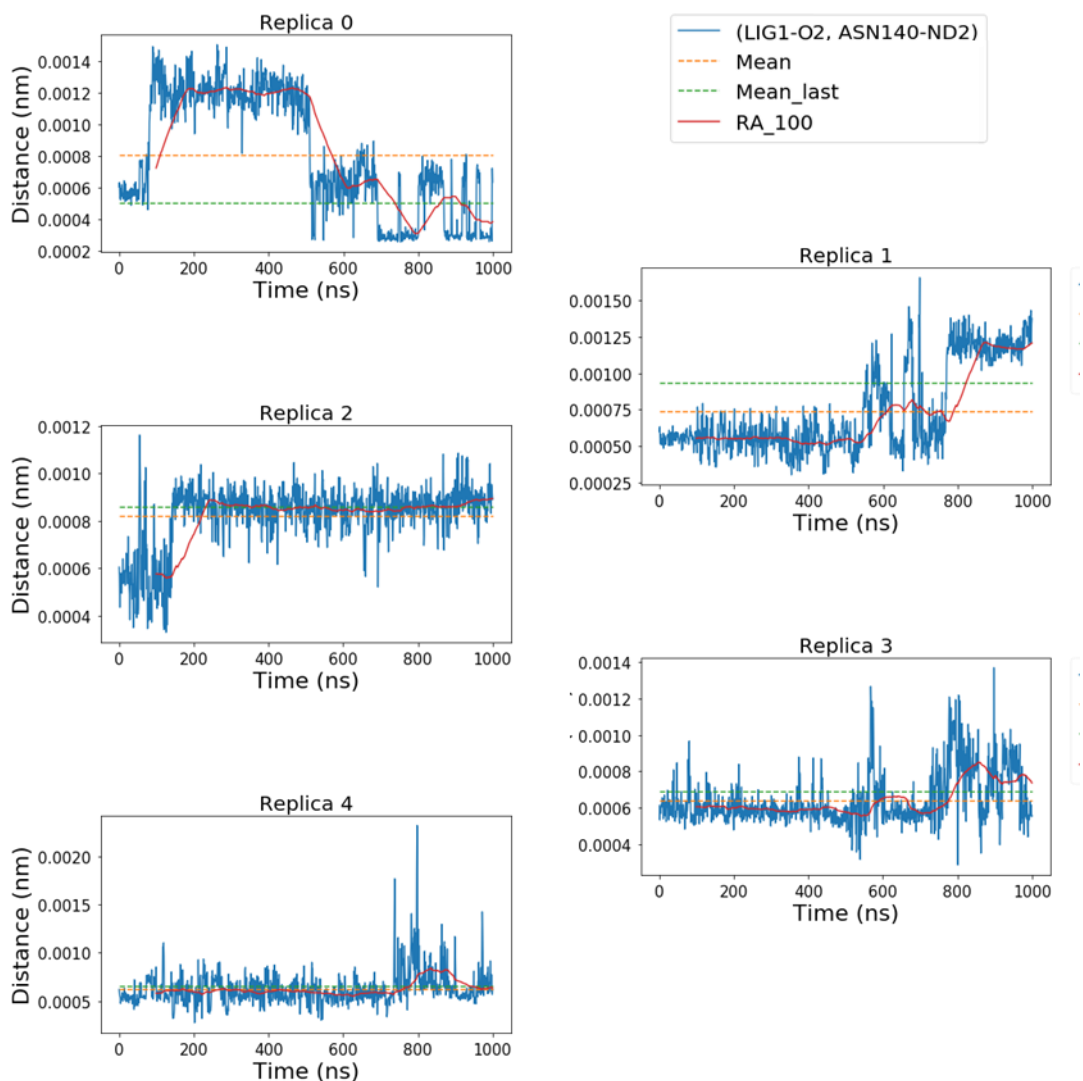 Replica 0
Distance (nm)
0.0014
0.0012
0.0010
0.0008
0.0006
0.0004
0.0002
0 200 400 600 800 1000
Time (ns)
(LIG1-O2, ASN140-ND2)
Mean
Mean_last
RA_100
Replica 1
0.00150
0.00125
0.00100
0.00075
0.00050
0.00025
0 200 400 600 800 1000
Time (ns)
Replica 2
Distance (nm)
0.0012
0.0010
0.0008
0.0006
0.0004
0 200 400 600 800 1000
Time (ns)
Replica 3
0.0014
0.0012
0.0010
0.0008
0.0006
0.0004
0 200 400 600 800 1000
Time (ns)
Replica 4
Distance (nm)
0.0020
0.0015
0.0010
0.0005
0 200 400 600 800 1000
Time (ns)